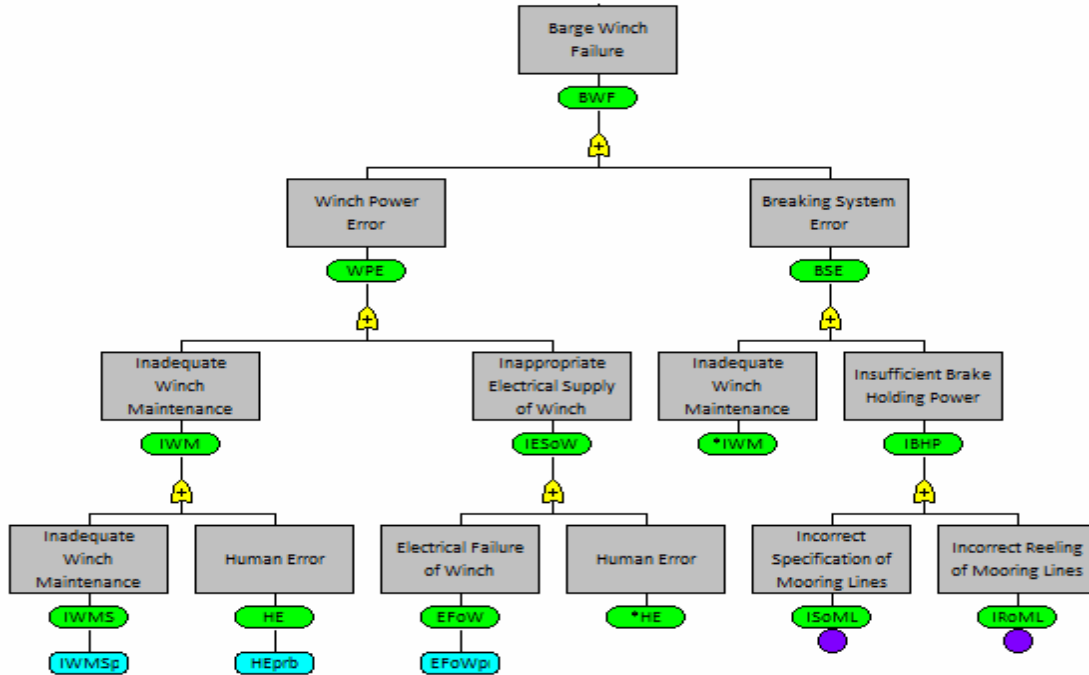 Barge Winch
Failure
BWF
+
Winch Power
Error
Breaking System
Error
WPE
BSE
+
+
Inadequate
Winch
Maintenance
Inappropriate
Electrical Supply
of Winch
Inadequate
Winch
Maintenance
Insufficient Brake
Holding Power
IWM
IESoW
*IWM
IBHP
+
+
+
Inadequate
Winch
Maintenance
Human Error
Electrical Failure
of Winch
Human Error
Incorrect
Specification of
Mooring Lines
Incorrect Reeling
of Mooring Lines
IWMS
HE
EFoW
*HE
ISoML
IRoML
IWMSp
HEprb